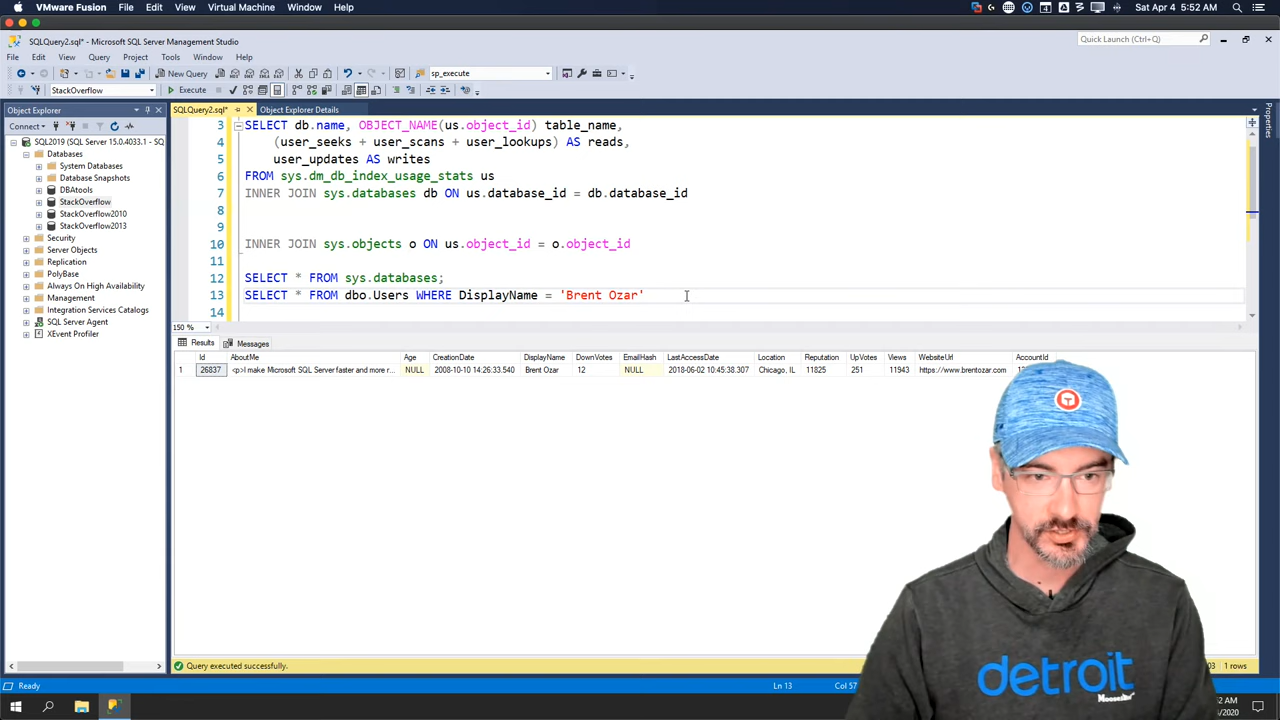 VMware Fusion File Edit View Virtual Machine Window Help Sat Apr 4 5:52 AM
SQLQuery2.sql* - Microsoft SQL Server Management Studio
Quick Launch (Ctrl+Q)
File Edit View Query Project Tools Window Help
New Query sp_execute
StackOverflow Execute
Object Explorer
SQLQuery2.sql* Object Explorer Details
Properties
Connect
SQL2019 (SQL Server 15.0.4033.1 - SQ
Databases
System Databases
Database Snapshots
DBAtools
StackOverflow
StackOverflow2010
StackOverflow2013
Security
Server Objects
Replication
PolyBase
Always On High Availability
Management
Integration Services Catalogs
SQL Server Agent
XEvent Profiler
3 SELECT db.name, OBJECT_NAME(us.object_id) table_name,
4 (user_seeks + user_scans + user_lookups) AS reads,
5 user_updates AS writes
6 FROM sys.dm_db_index_usage_stats us
7 INNER JOIN sys.databases db ON us.database_id = db.database_id
8
9
10 INNER JOIN sys.objects o ON us.object_id = o.object_id
11
12 SELECT * FROM sys.databases;
13 SELECT * FROM dbo.Users WHERE DisplayName = 'Brent Ozar'
14
150 %
Results Messages
Id AboutMe Age CreationDate DisplayName DownVotes EmailHash LastAccessDate Location Reputation UpVotes Views WebsiteUrl AccountId
1 26837 <p>I make Microsoft SQL Server faster and more r... NULL 2008-10-10 14:26:33.540 Brent Ozar 12 NULL 2018-06-02 10:45:38.307 Chicago, IL 11825 251 11943 https://www.brentozar.com
Query executed successfully.
1 rows
Ready Ln 13 Col 57
detroit
Moosejaw